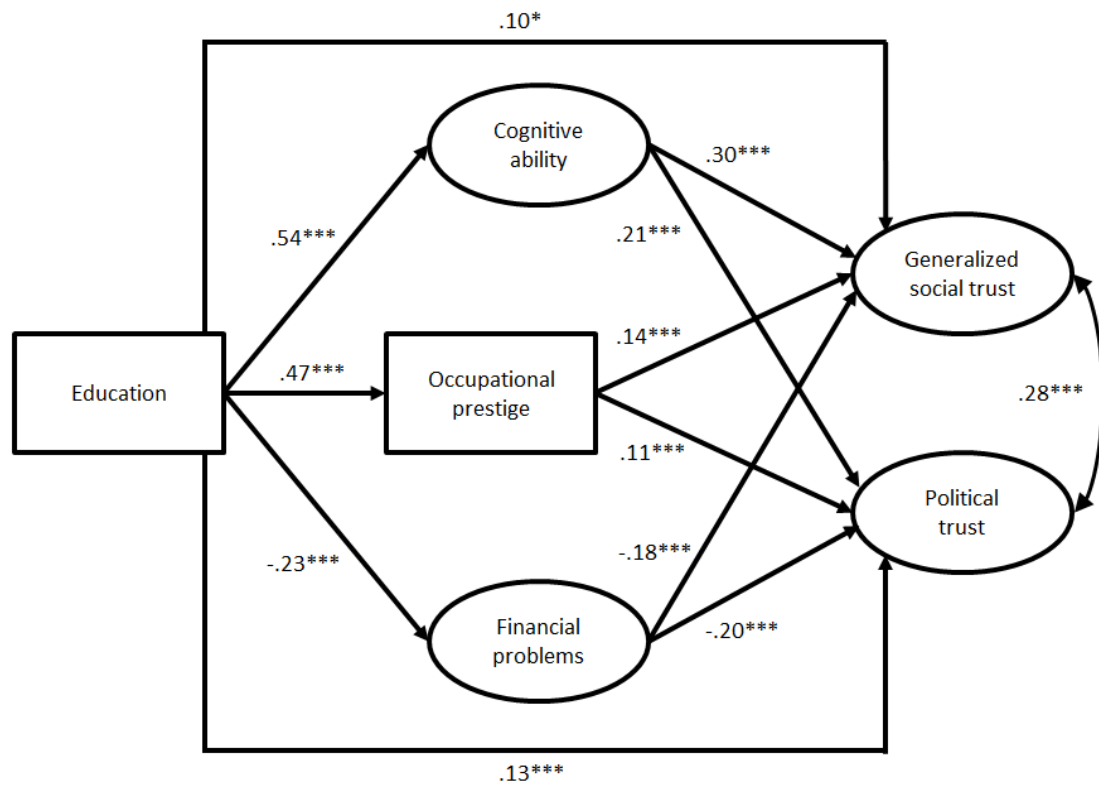 .10*
Cognitive
ability
.30***
.54***
.21***
Generalized
social trust
Education
.47***
Occupational
prestige
.14***
.28***
.11***
Political
trust
-.23***
-.18***
Financial
problems
-.20***
.13***